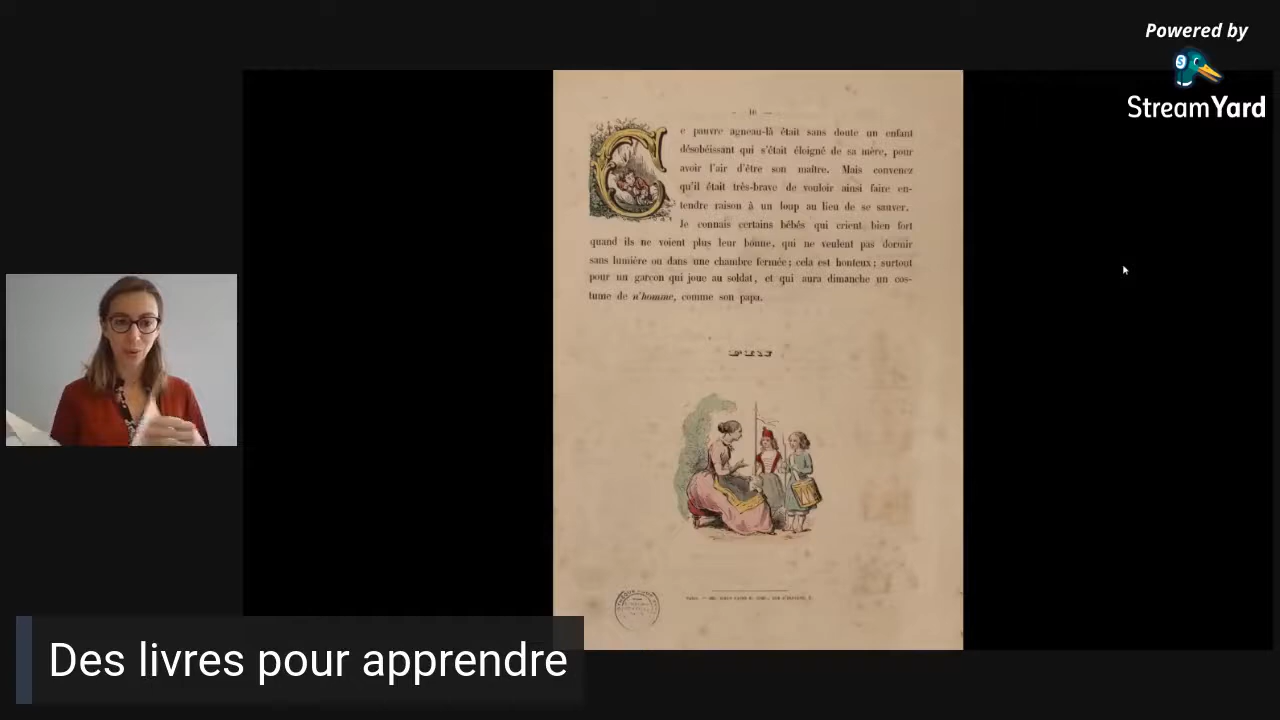 Powered by
StreamYard
— 16 —
Ce pauvre agneau-là était sans doute un enfant
désobéissant qui s'était éloigné de sa mère, pour
avoir l'air d'être son maître. Mais convenez
qu'il était très-brave de vouloir ainsi faire en-
tendre raison à un loup au lieu de se sauver.
Je connais certains bébés qui crient bien fort
quand ils ne voient plus leur bonne, qui ne veulent pas dormir
sans lumière ou dans une chambre fermée; cela est honteux; surtout
pour un garçon qui joue au soldat, et qui aura dimanche un cos-
tume de n'homme, comme son papa.
FIN
PARIS. —
Des livres pour apprendre